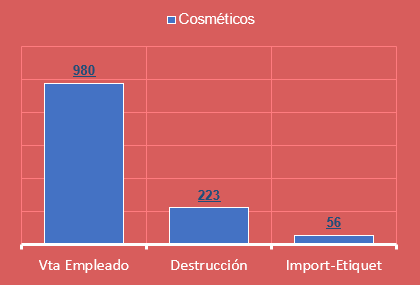 Cosméticos
980
223
56
Vta Empleado
Destrucción
Import-Etiquet